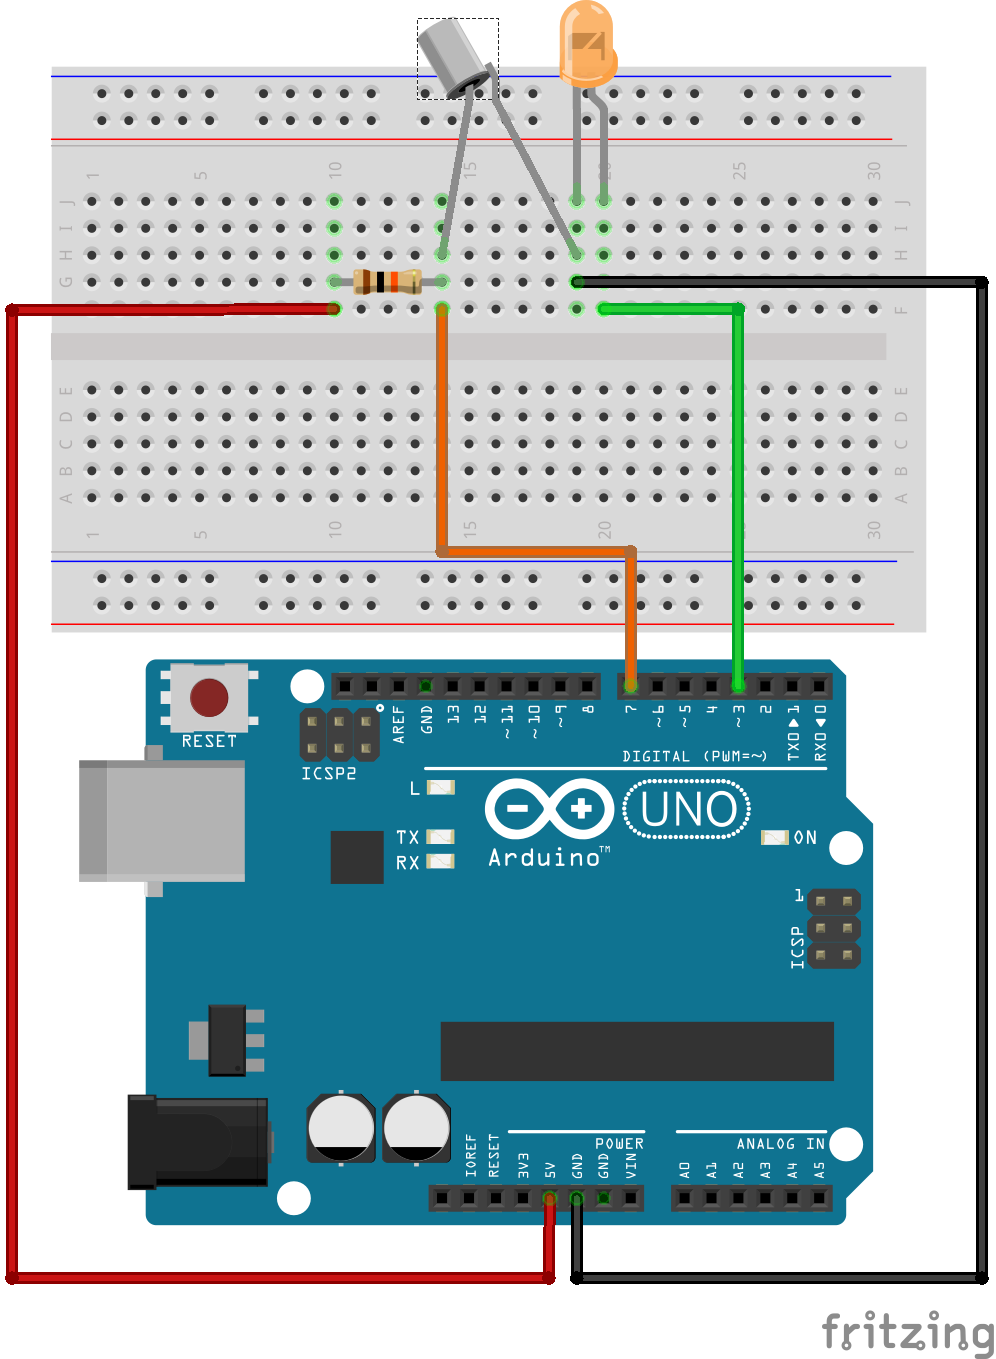 1 5 10 15 20 25 30
J J
I I
H H
G G
F F
E E
D D
C C
B B
A A
1 5 10 15 20 30
RESET
AREF GND 13 12 ~11 ~10 ~9 8 7 ~6 ~5 4 ~3 2 TX0▶1 RX0◀0
ICSP2
DIGITAL (PWM=~)
L
TX
RX
UNO
Arduino™
ON
1
ICSP
POWER
ANALOG IN
IOREF RESET 3V3 5V GND GND VIN A0 A1 A2 A3 A4 A5
fritzing